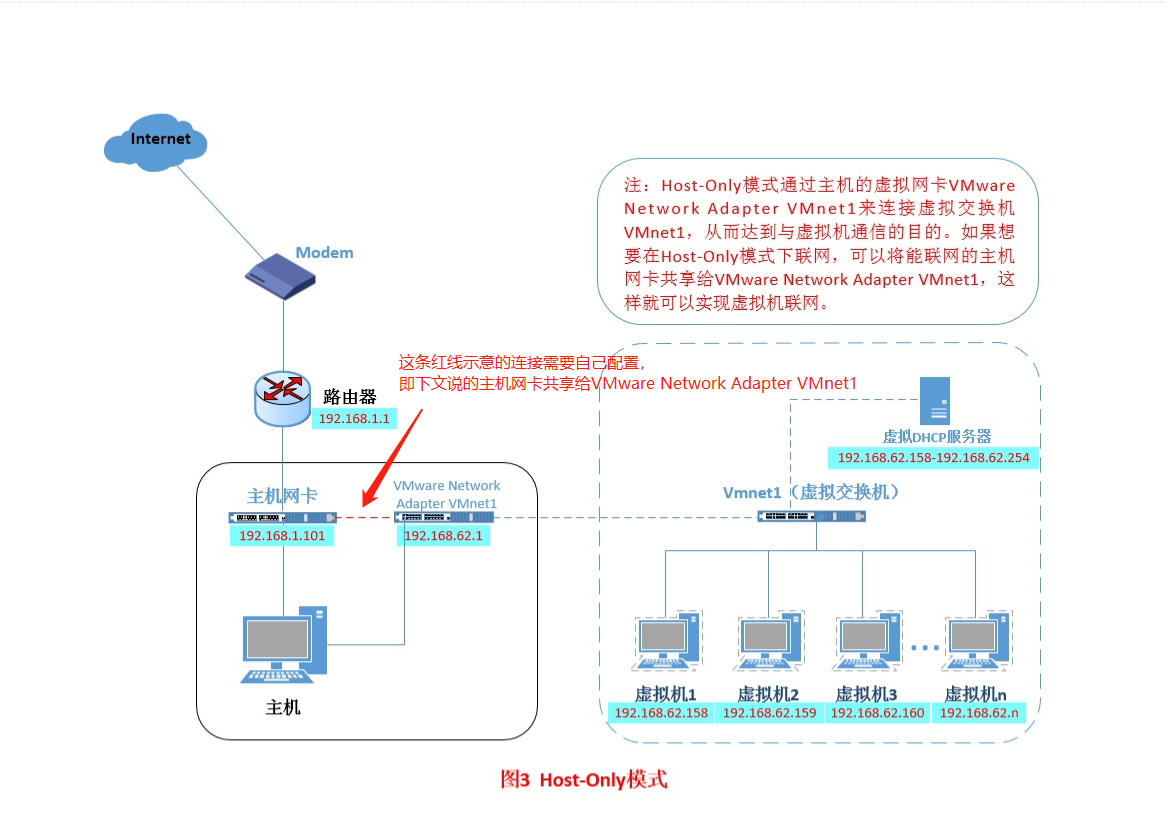 Internet
Modem
注：Host-Only模式通过主机的虚拟网卡VMware
Network Adapter VMnet1来连接虚拟交换机
VMnet1，从而达到与虚拟机通信的目的。如果想
要在Host-Only模式下联网，可以将能联网的主机
网卡共享给VMware Network Adapter VMnet1，这
样就可以实现虚拟机联网。
这条红线示意的连接需要自己配置，
即下文说的主机网卡共享给VMware Network Adapter VMnet1
路由器
192.168.1.1
虚拟DHCP服务器
192.168.62.158-192.168.62.254
主机网卡
192.168.1.101
VMware Network
Adapter VMnet1
192.168.62.1
Vmnet1（虚拟交换机）
主机
虚拟机1
192.168.62.158
虚拟机2
192.168.62.159
虚拟机3
192.168.62.160
虚拟机n
192.168.62.n
图3 Host-Only模式